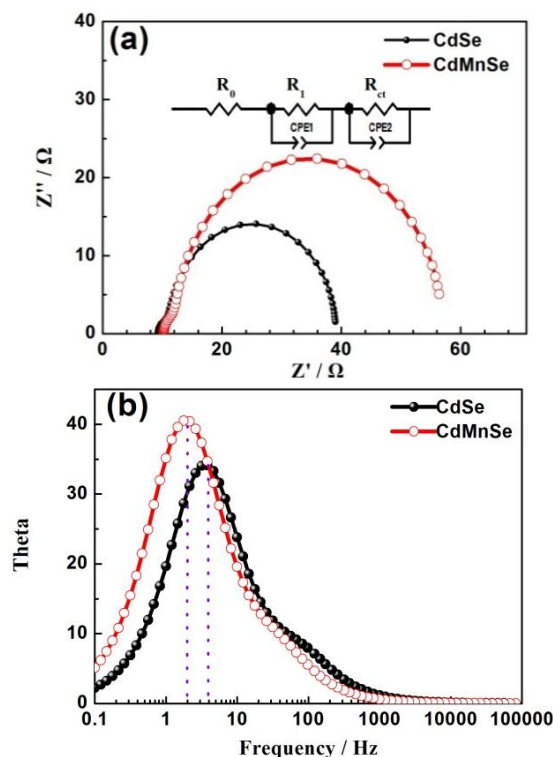 (a)
CdSe
CdMnSe
R0
R1
Rct
CPE1
CPE2
Z'' / Ω
40
30
20
10
0
0
20
40
60
Z' / Ω
(b)
CdSe
CdMnSe
Theta
40
30
20
10
0
0.1
1
10
100
1000
10000
100000
Frequency / Hz